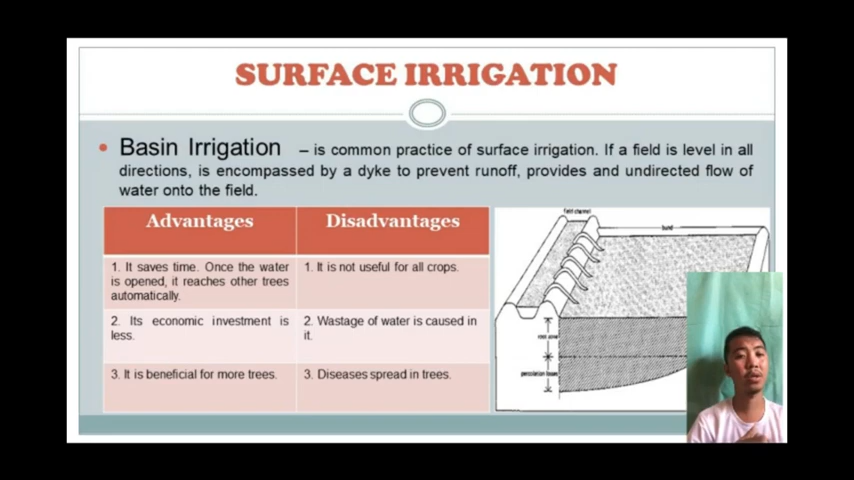 SURFACE IRRIGATION
• Basin Irrigation – is common practice of surface irrigation. If a field is level in all
directions, is encompassed by a dyke to prevent runoff, provides and undirected flow of
water onto the field.
Advantages
Disadvantages
1. It saves time. Once the water
is opened, it reaches other trees
automatically.
1. It is not useful for all crops.
2. Its economic investment is
less.
2. Wastage of water is caused in
it.
3. It is beneficial for more trees.
3. Diseases spread in trees.
field channel
bund
root zone
percolation losses